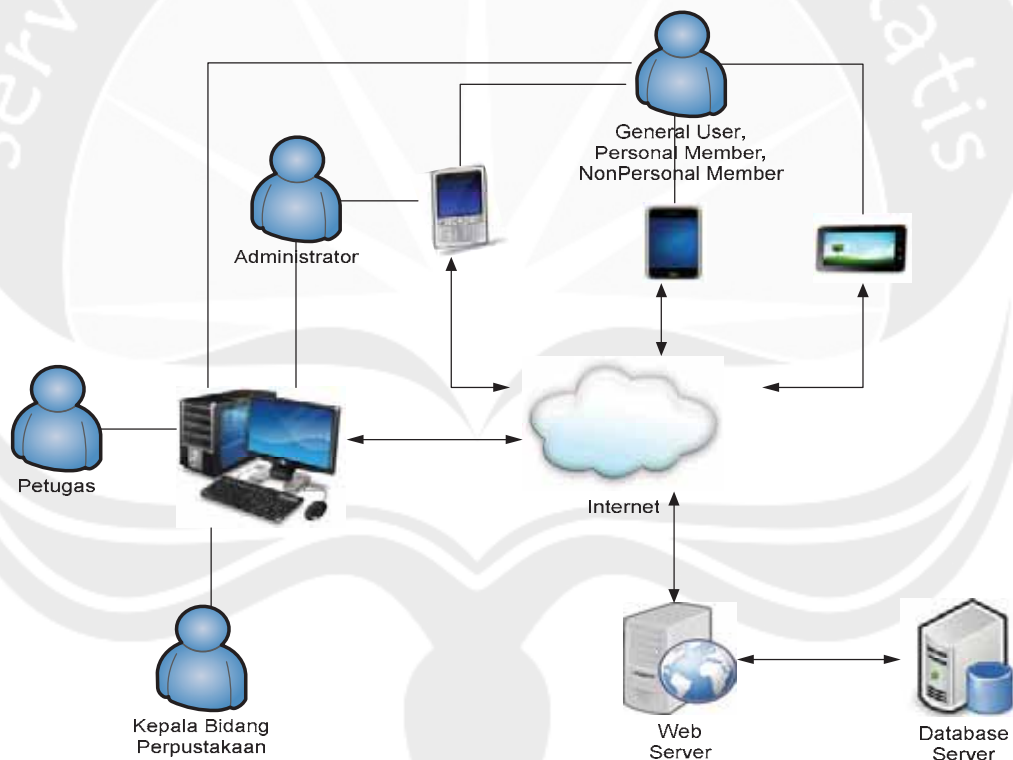 General User,
Personal Member,
NonPersonal Member
Administrator
Petugas
Internet
Kepala Bidang
Perpustakaan
Web
Server
Database
Server